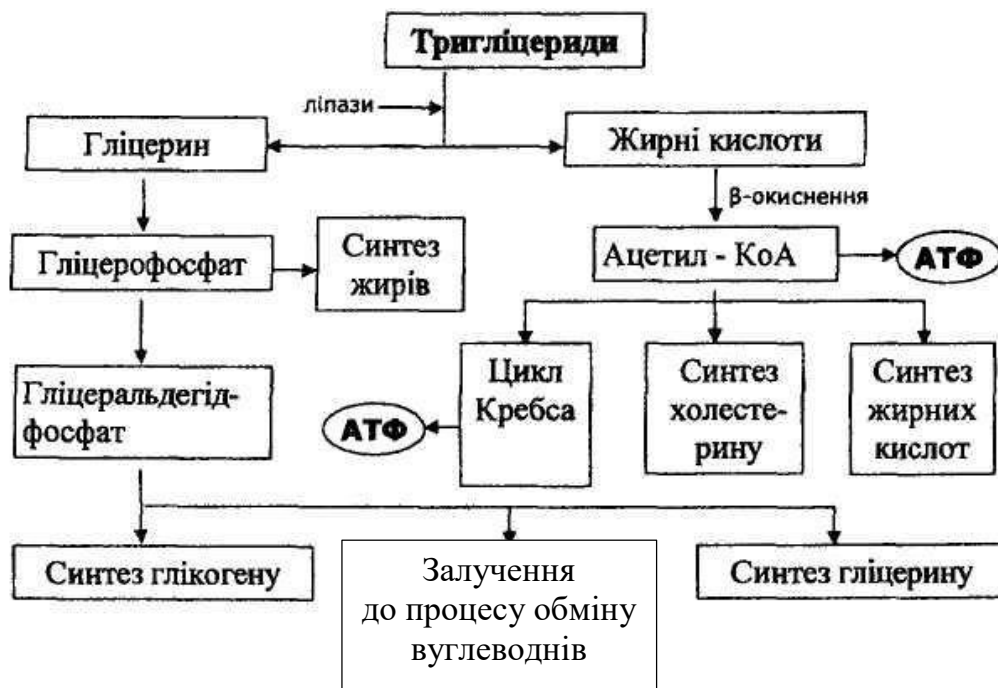 Тригліцериди
ліпази
Гліцерин
Жирні кислоти
β-окиснення
Гліцерофосфат
Синтез
жирів
Ацетил - КоА
АТФ
Гліцеральдегід-
фосфат
АТФ
Цикл
Кребса
Синтез
холесте-
рину
Синтез
жирних
кислот
Синтез глікогену
Залучення
до процесу обміну
вуглеводнів
Синтез гліцерину